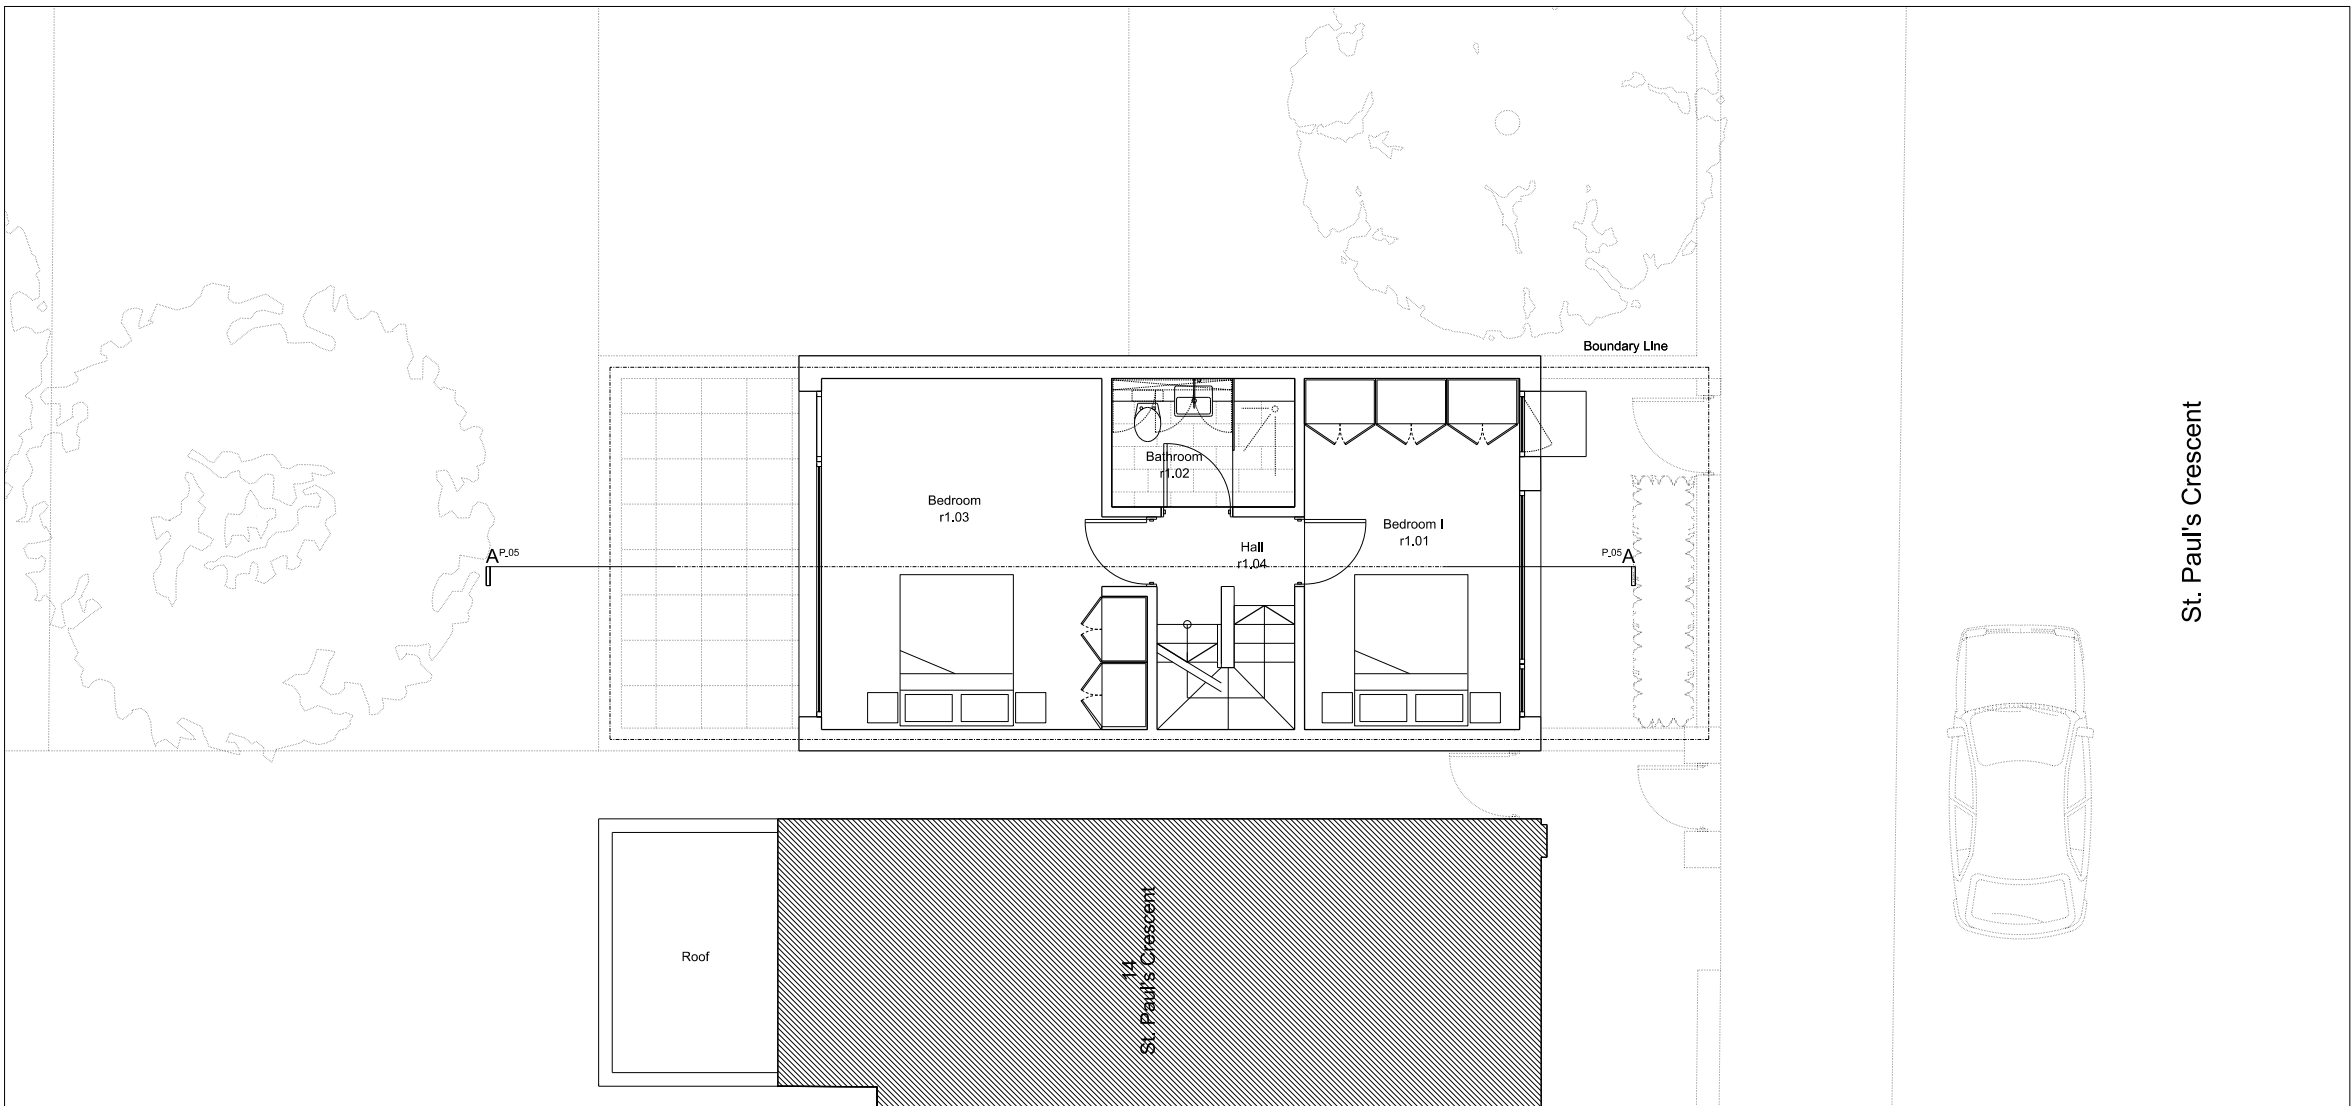 Boundary Line
St. Paul's Crescent
Bathroom
r1.02
Bedroom
r1.03
Bedroom I
r1.01
Hall
r1.04
A P_05
P_05 A
Roof
14
St. Paul's Crescent